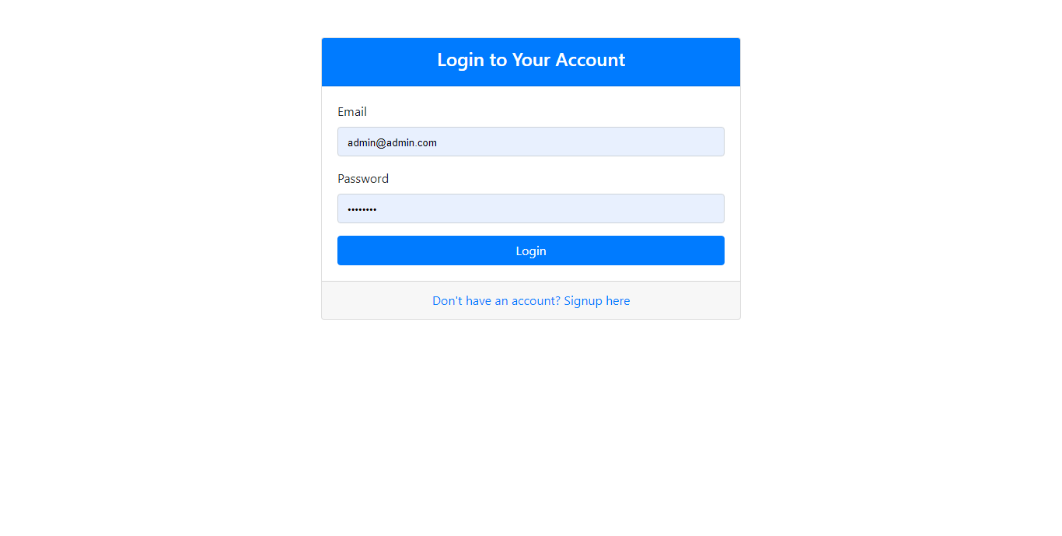 Login to Your Account
Email
admin@admin.com
Password
••••••••
Login
Don't have an account? Signup here